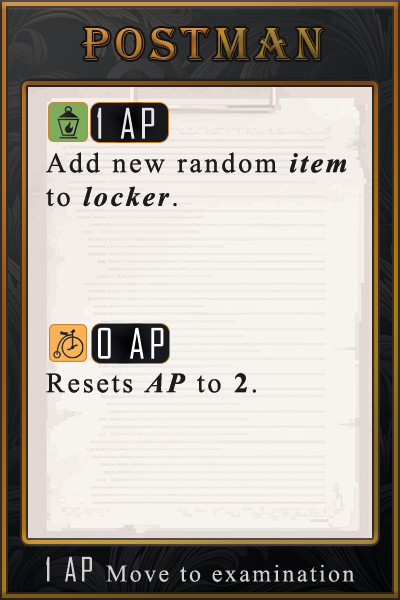 POSTMAN
1 AP
Add new random item
to locker.
0 AP
Resets AP to 2.
1 AP Move to examination